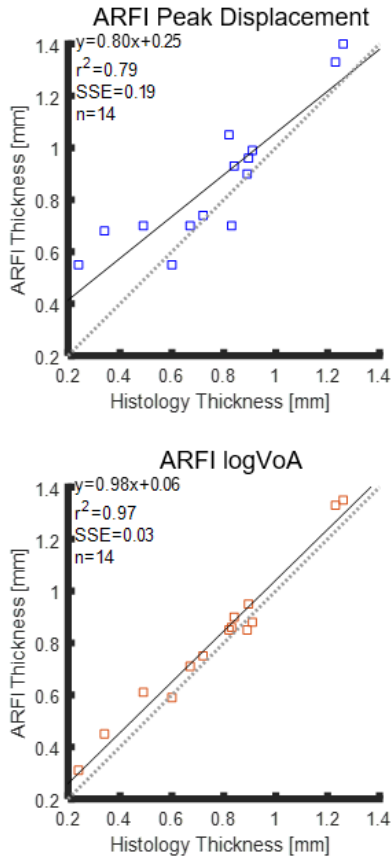 ARFI Peak Displacement
y=0.80x+0.25
r²=0.79
SSE=0.19
n=14
ARFI Thickness [mm]
1.4
1.2
1
0.8
0.6
0.4
0.2
0.2 0.4 0.6 0.8 1 1.2 1.4
Histology Thickness [mm]
ARFI logVoA
y=0.98x+0.06
r²=0.97
SSE=0.03
n=14
ARFI Thickness [mm]
1.4
1.2
1
0.8
0.6
0.4
0.2
0.2 0.4 0.6 0.8 1 1.2 1.4
Histology Thickness [mm]